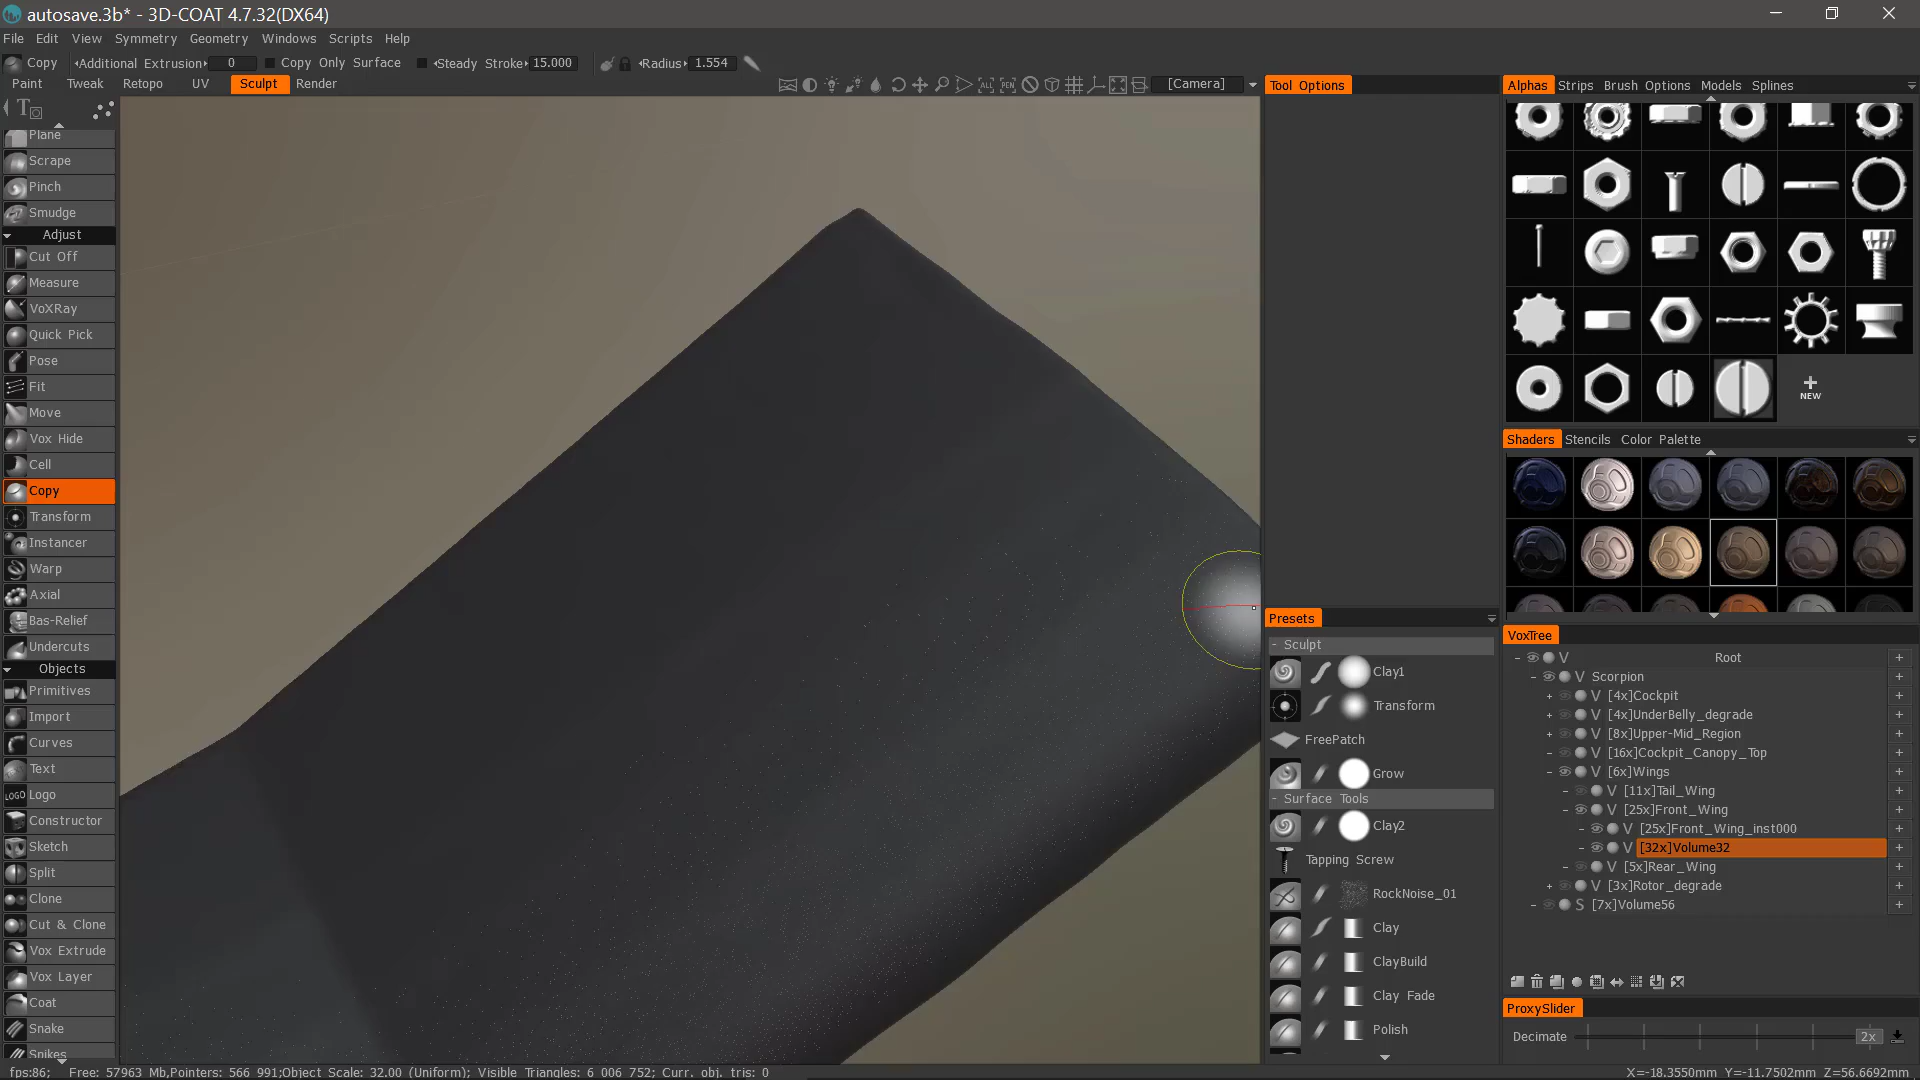 autosave.3b* - 3D-COAT 4.7.32(DX64)
File Edit View Symmetry Geometry Windows Scripts Help
Copy Additional Extrusion 0 Copy Only Surface Steady Stroke 15.000 Radius 1.554
Paint Tweak Retopo UV Sculpt Render [Camera]
ALL PEN
Plane
Scrape
Pinch
Smudge
Adjust
Cut Off
Measure
VoXRay
Quick Pick
Pose
Fit
Move
Vox Hide
Cell
Copy
Transform
Instancer
Warp
Axial
Bas-Relief
Undercuts
Objects
Primitives
Import
Curves
Text
LOGO Logo
Constructor
Sketch
Split
Clone
Cut & Clone
Vox Extrude
Vox Layer
Coat
Snake
Spikes
Tool Options
Presets
- Sculpt
Clay1
Transform
FreePatch
Grow
- Surface Tools
Clay2
Tapping Screw
RockNoise_01
Clay
ClayBuild
Clay Fade
Polish
Alphas Strips Brush Options Models Splines
+ NEW
Shaders Stencils Color Palette
VoxTree
- V Root +
- V Scorpion +
+ V [4x]Cockpit +
+ V [4x]UnderBelly_degrade +
+ V [8x]Upper-Mid_Region +
- V [16x]Cockpit_Canopy_Top +
- V [6x]Wings +
- V [11x]Tail_Wing +
- V [25x]Front_Wing +
- V [25x]Front_Wing_inst000 +
- V [32x]Volume32 +
- V [5x]Rear_Wing +
+ V [3x]Rotor_degrade +
- S [7x]Volume56 +
ProxySlider
Decimate 2x
fps:86; Free: 57963 Mb,Pointers: 566 991;Object Scale: 32.00 (Uniform); Visible Triangles: 6 006 752; Curr. obj. tris: 0 X=-18.3550mm Y=-11.7502mm Z=56.6692mm